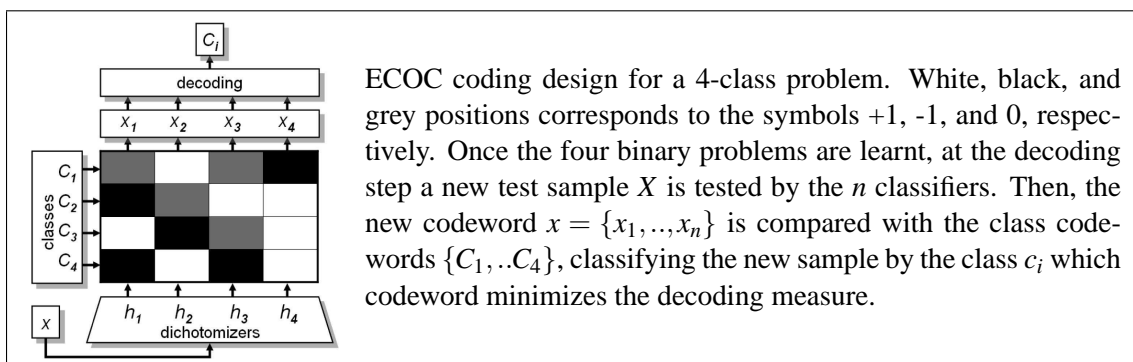 C_i
decoding
x_1 x_2 x_3 x_4
classes
C_1
C_2
C_3
C_4
h_1 h_2 h_3 h_4
X
dichotomizers
ECOC coding design for a 4-class problem. White, black, and
grey positions corresponds to the symbols +1, -1, and 0, respec-
tively. Once the four binary problems are learnt, at the decoding
step a new test sample X is tested by the n classifiers. Then, the
new codeword x = {x_1,..,x_n} is compared with the class code-
words {C_1,..C_4}, classifying the new sample by the class c_i which
codeword minimizes the decoding measure.